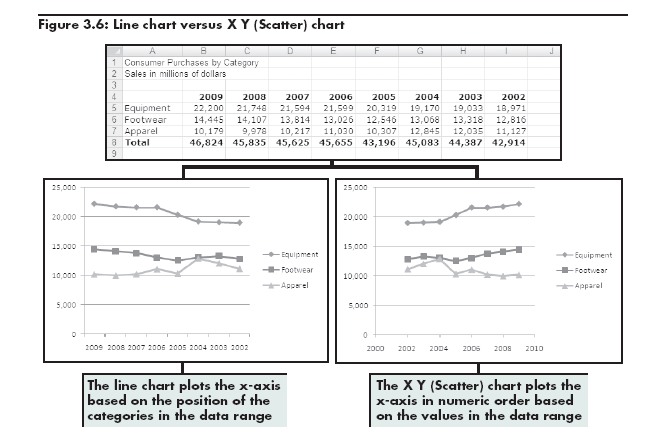 Figure 3.6: Line chart versus X Y (Scatter) chart
A B C D E F G H I J
1 Consumer Purchases by Category
2 Sales in millions of dollars
3
4 2009 2008 2007 2006 2005 2004 2003 2002
5 Equipment 22,200 21,748 21,594 21,599 20,319 19,170 19,033 18,971
6 Footwear 14,445 14,107 13,814 13,026 12,546 13,068 13,318 12,816
7 Apparel 10,179 9,978 10,217 11,030 10,307 12,845 12,035 11,127
8 Total 46,824 45,835 45,625 45,655 43,196 45,083 44,387 42,914
9
25,000
20,000
15,000
10,000
5,000
0
2009 2008 2007 2006 2005 2004 2003 2002
Equipment
Footwear
Apparel
25,000
20,000
15,000
10,000
5,000
0
2000 2002 2004 2006 2008 2010
Equipment
Footwear
Apparel
The line chart plots the x-axis
based on the position of the
categories in the data range
The X Y (Scatter) chart plots the
x-axis in numeric order based
on the values in the data range